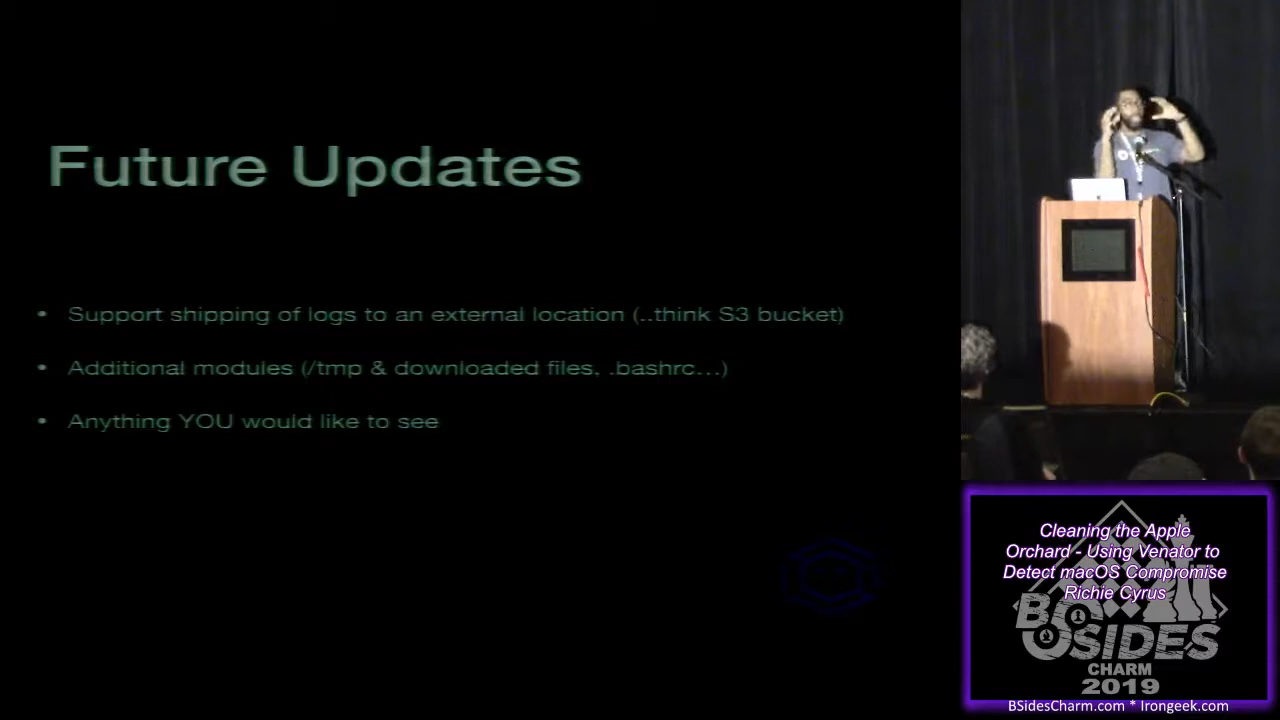 Future Updates
• Support shipping of logs to an external location (..think S3 bucket)
• Additional modules (/tmp & downloaded files, .bashrc...)
• Anything YOU would like to see
Cleaning the Apple
Orchard - Using Venator to
Detect macOS Compromise
Richie Cyrus
BSIDES
CHARM
2019
BSidesCharm.com * Irongeek.com